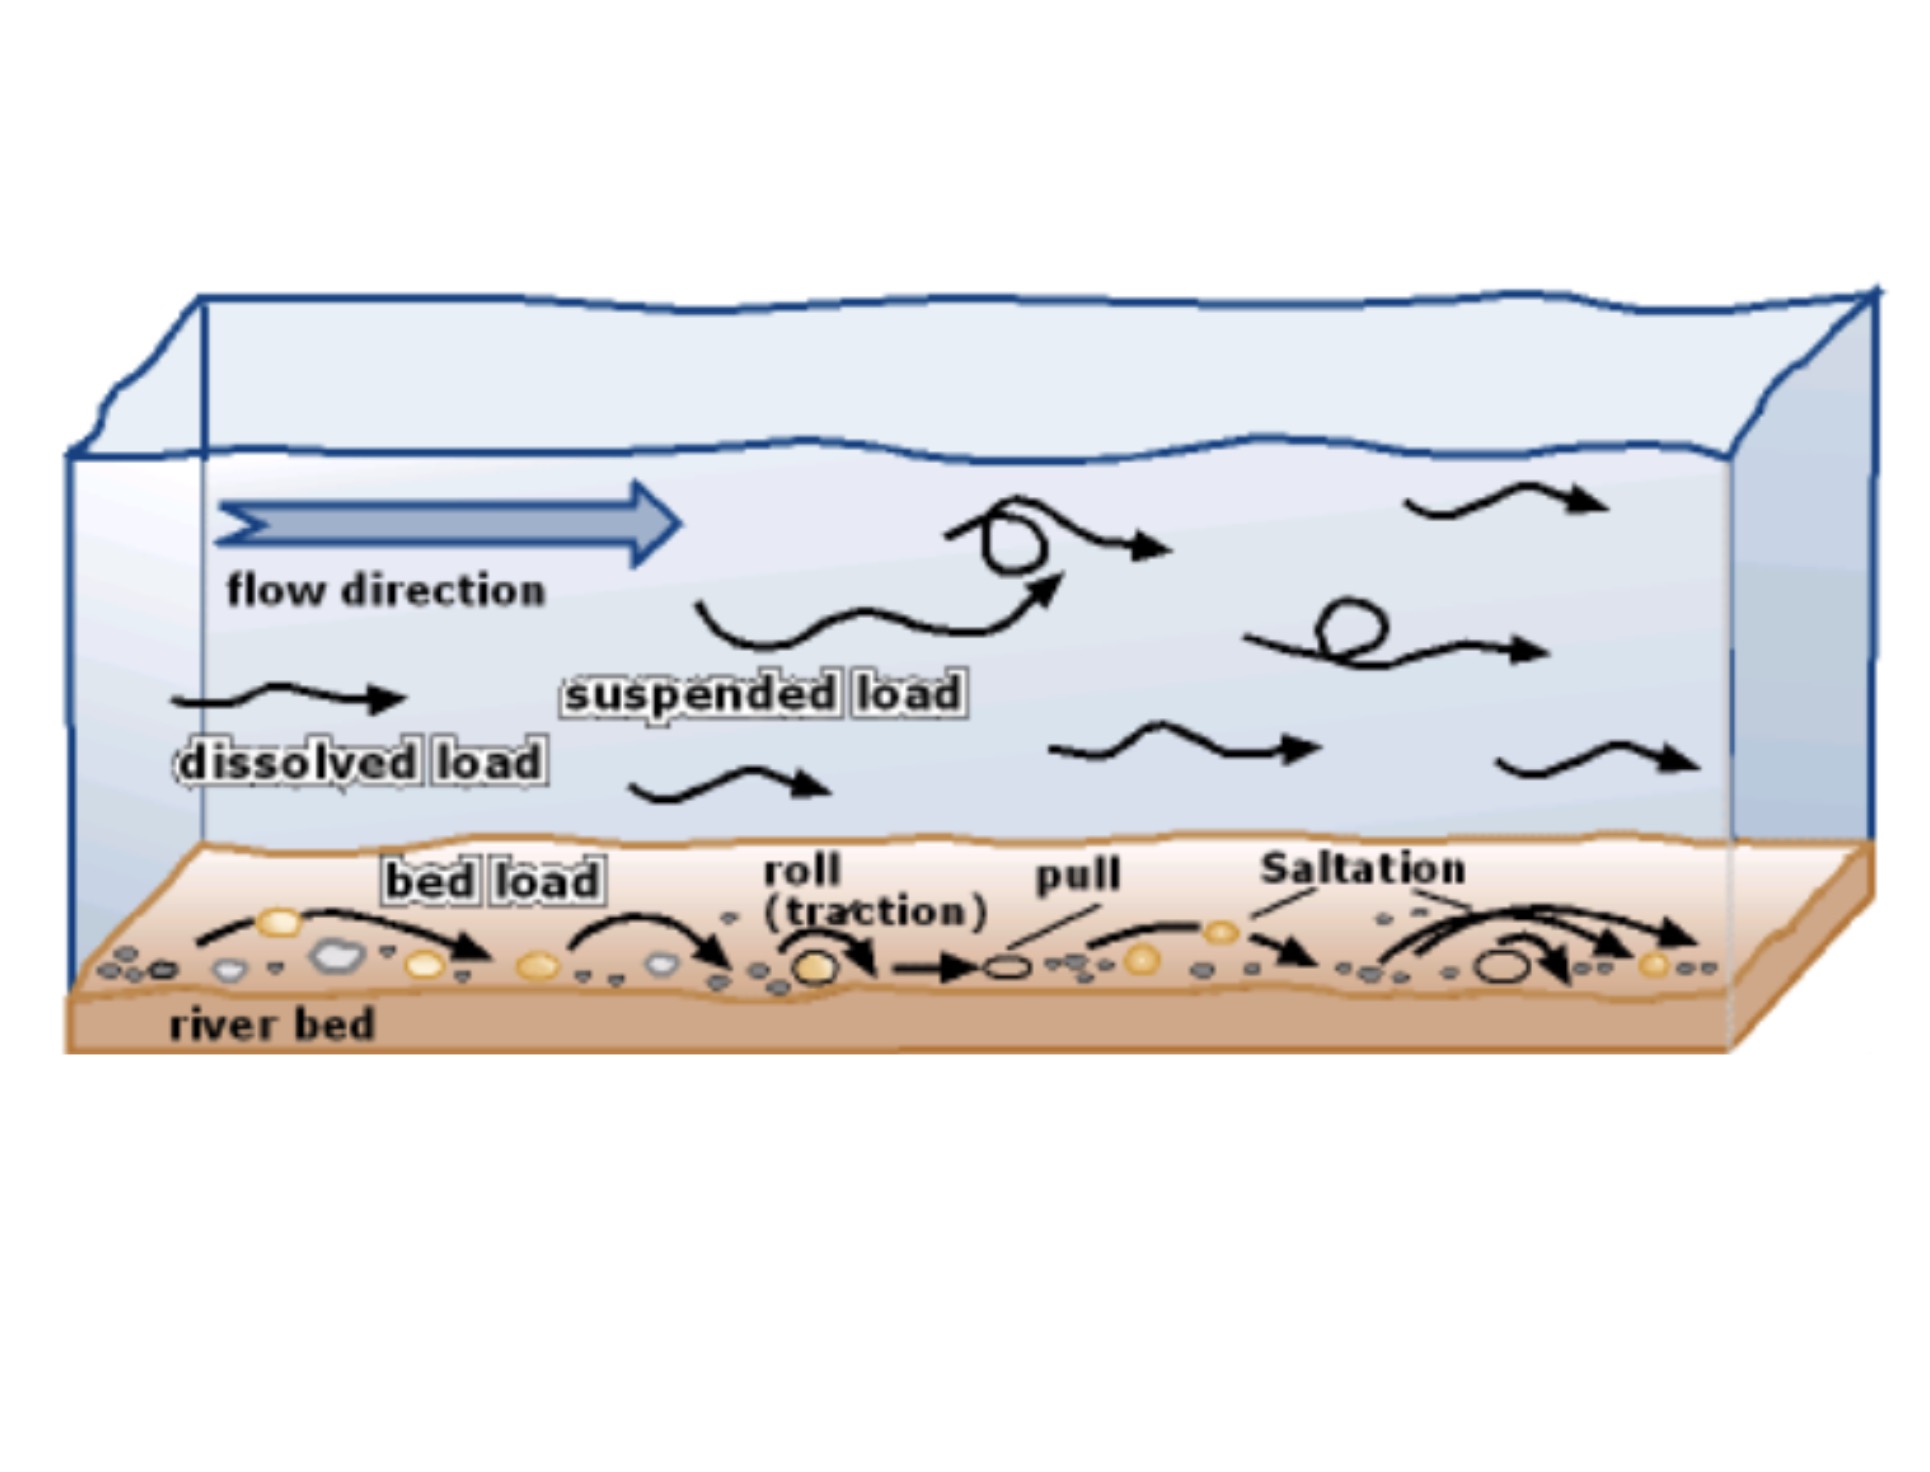 flow direction
suspended load
dissolved load
bed load
roll
(traction)
pull
Saltation
river bed